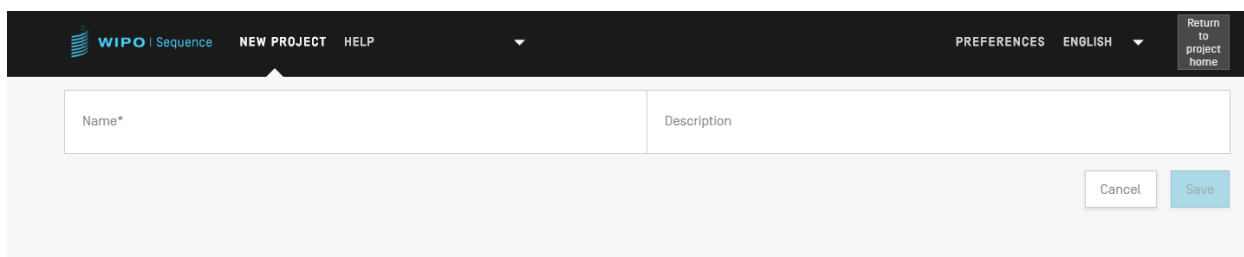 WIPO | Sequence NEW PROJECT HELP PREFERENCES ENGLISH
Return
to
project
home
Name* Description
Cancel Save